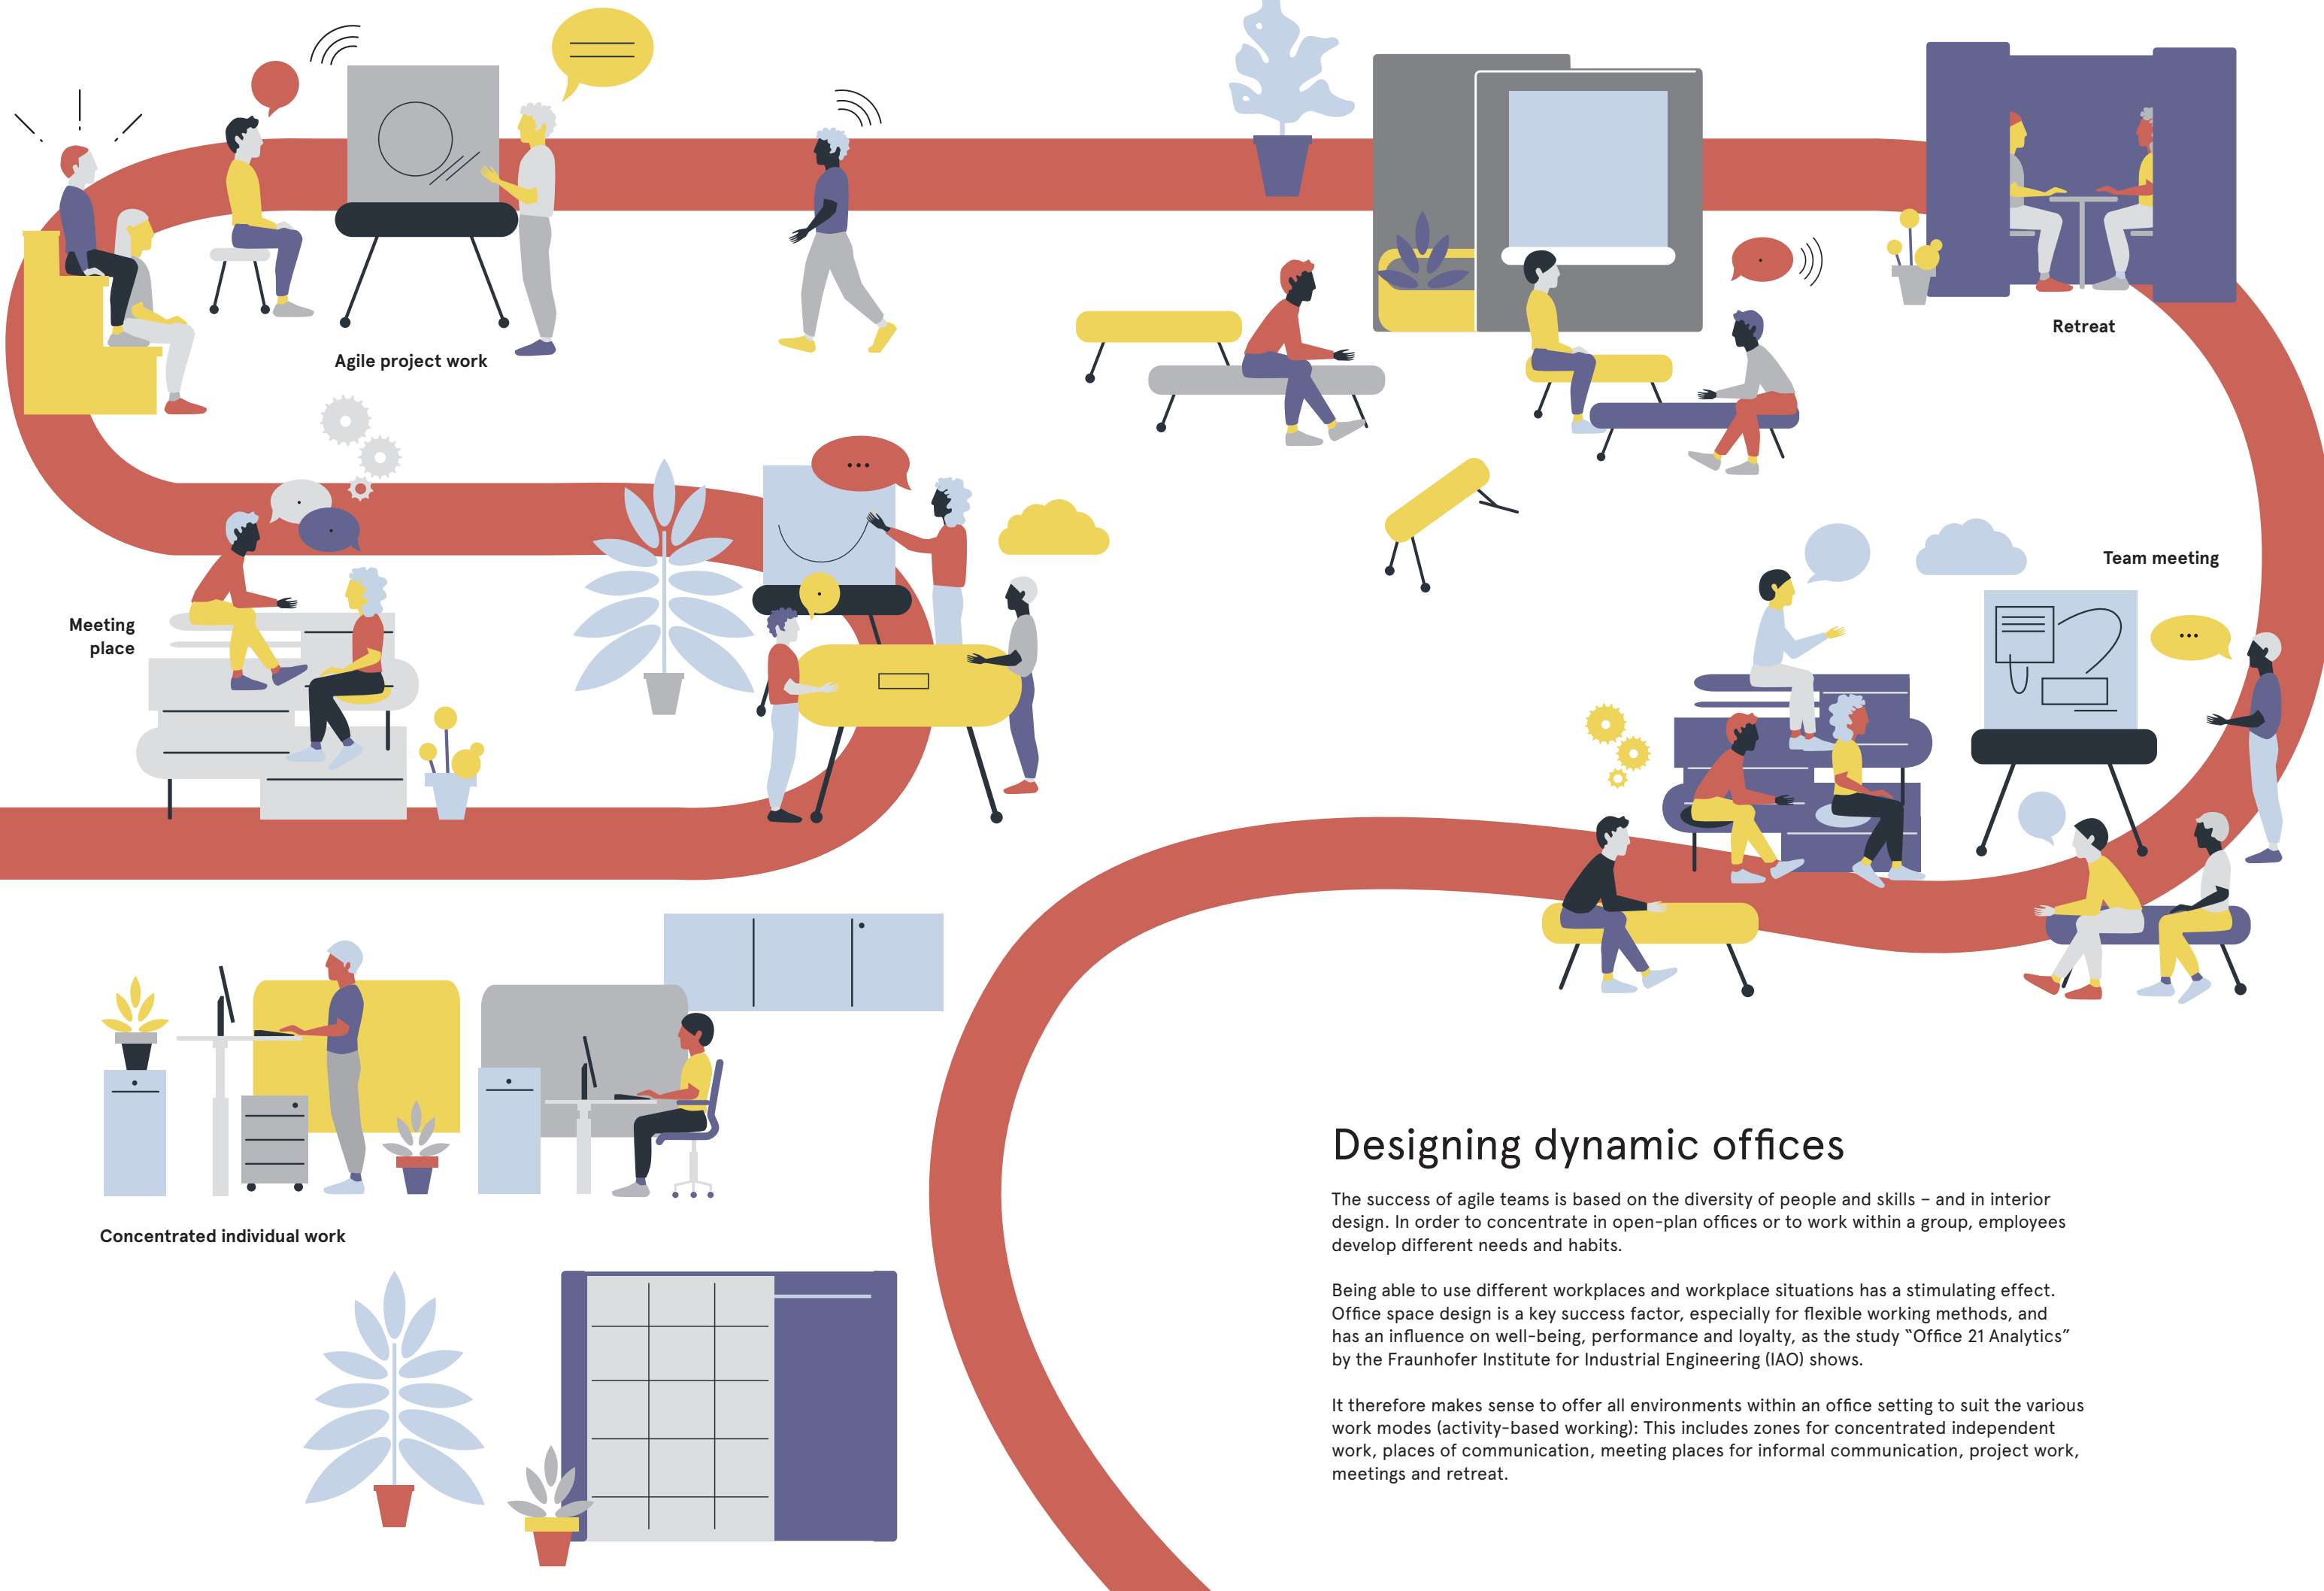 Agile project work
Retreat
Team meeting
Meeting
place
Concentrated individual work
Designing dynamic offices
The success of agile teams is based on the diversity of people and skills – and in interior
design. In order to concentrate in open-plan offices or to work within a group, employees
develop different needs and habits.
Being able to use different workplaces and workplace situations has a stimulating effect.
Office space design is a key success factor, especially for flexible working methods, and
has an influence on well-being, performance and loyalty, as the study “Office 21 Analytics”
by the Fraunhofer Institute for Industrial Engineering (IAO) shows.
It therefore makes sense to offer all environments within an office setting to suit the various
work modes (activity-based working): This includes zones for concentrated independent
work, places of communication, meeting places for informal communication, project work,
meetings and retreat.